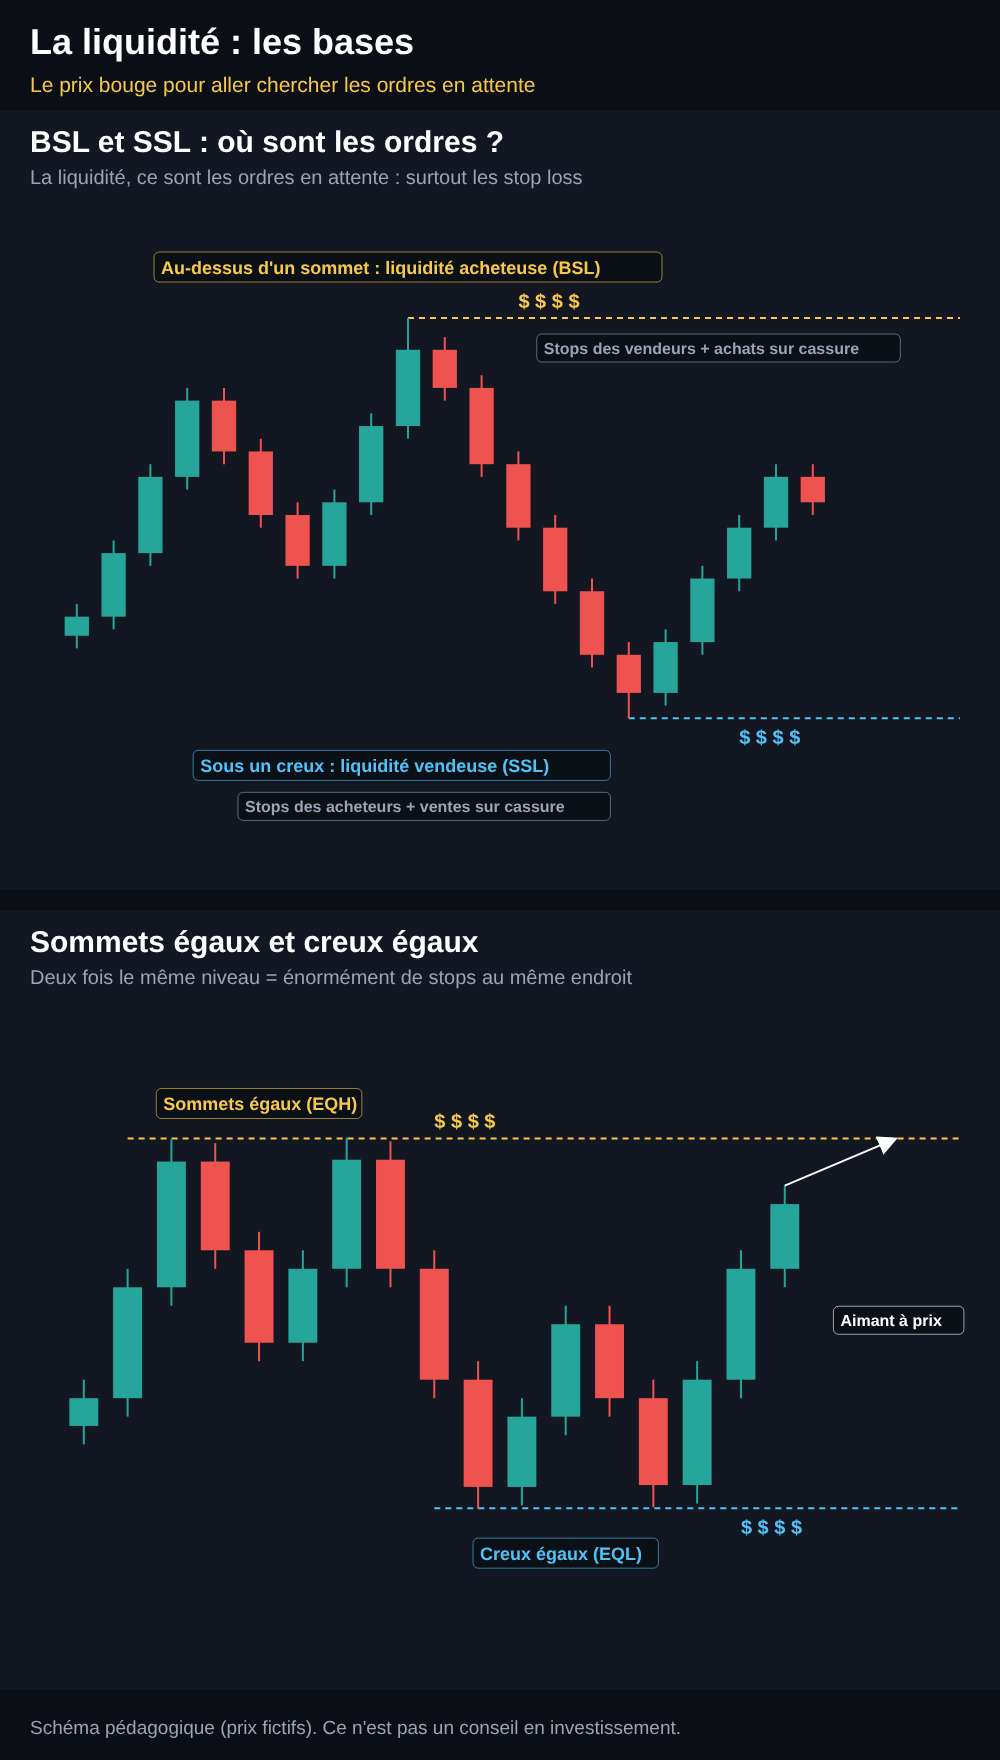 La liquidité : les bases
Le prix bouge pour aller chercher les ordres en attente
BSL et SSL : où sont les ordres ?
La liquidité, ce sont les ordres en attente : surtout les stop loss
Au-dessus d'un sommet : liquidité acheteuse (BSL)
$ $ $ $
Stops des vendeurs + achats sur cassure
$ $ $ $
Sous un creux : liquidité vendeuse (SSL)
Stops des acheteurs + ventes sur cassure
Sommets égaux et creux égaux
Deux fois le même niveau = énormément de stops au même endroit
Sommets égaux (EQH)
$ $ $ $
Aimant à prix
$ $ $ $
Creux égaux (EQL)
Schéma pédagogique (prix fictifs). Ce n'est pas un conseil en investissement.